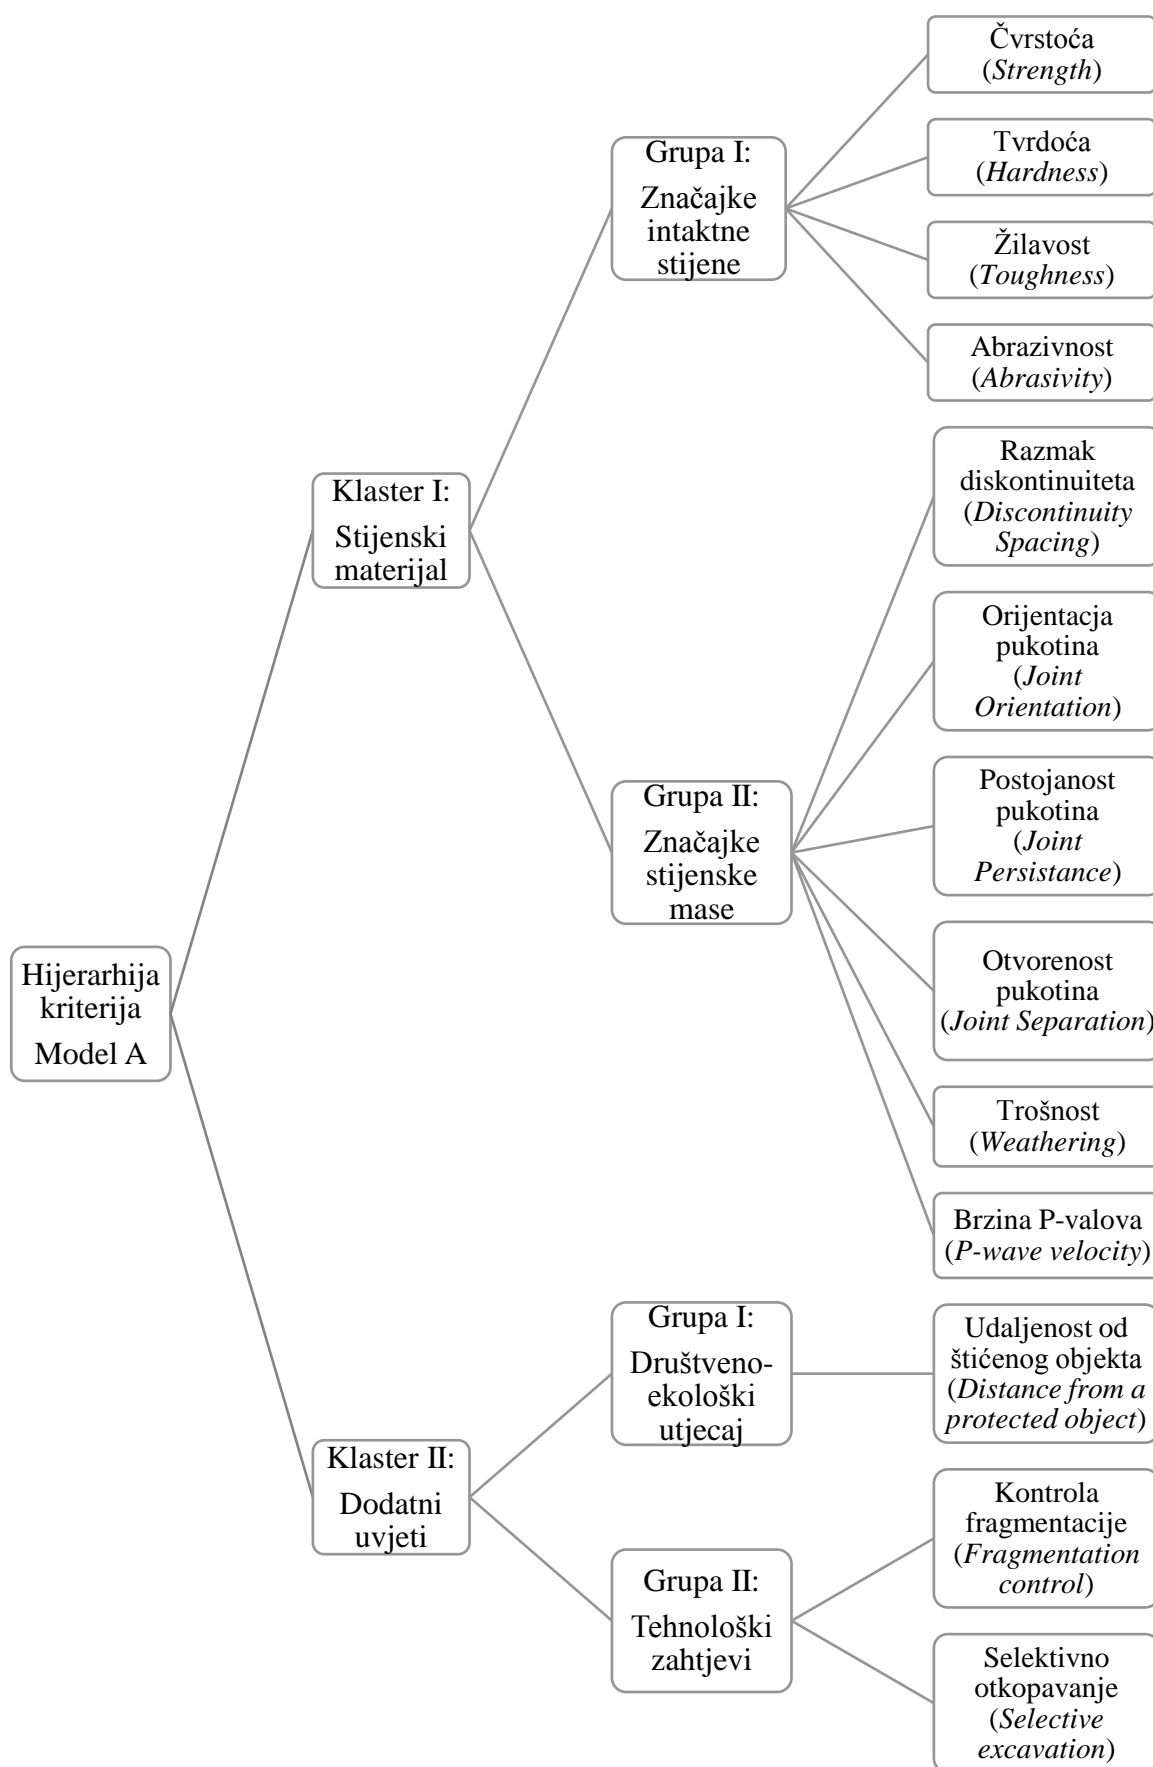 Hijerarhija
kriterija
Model A
Klaster I:
Stijenski
materijal
Grupa I:
Značajke
intaktne
stijene
Čvrstoća
(Strength)
Tvrdoća
(Hardness)
Žilavost
(Toughness)
Abrazivnost
(Abrasivity)
Grupa II:
Značajke
stijenske
mase
Razmak
diskontinuiteta
(Discontinuity
Spacing)
Orijentacja
pukotina
(Joint
Orientation)
Postojanost
pukotina
(Joint
Persistance)
Otvorenost
pukotina
(Joint Separation)
Trošnost
(Weathering)
Brzina P-valova
(P-wave velocity)
Klaster II:
Dodatni
uvjeti
Grupa I:
Društveno-
ekološki
utjecaj
Udaljenost od
štićenog objekta
(Distance from a
protected object)
Grupa II:
Tehnološki
zahtjevi
Kontrola
fragmentacije
(Fragmentation
control)
Selektivno
otkopavanje
(Selective
excavation)